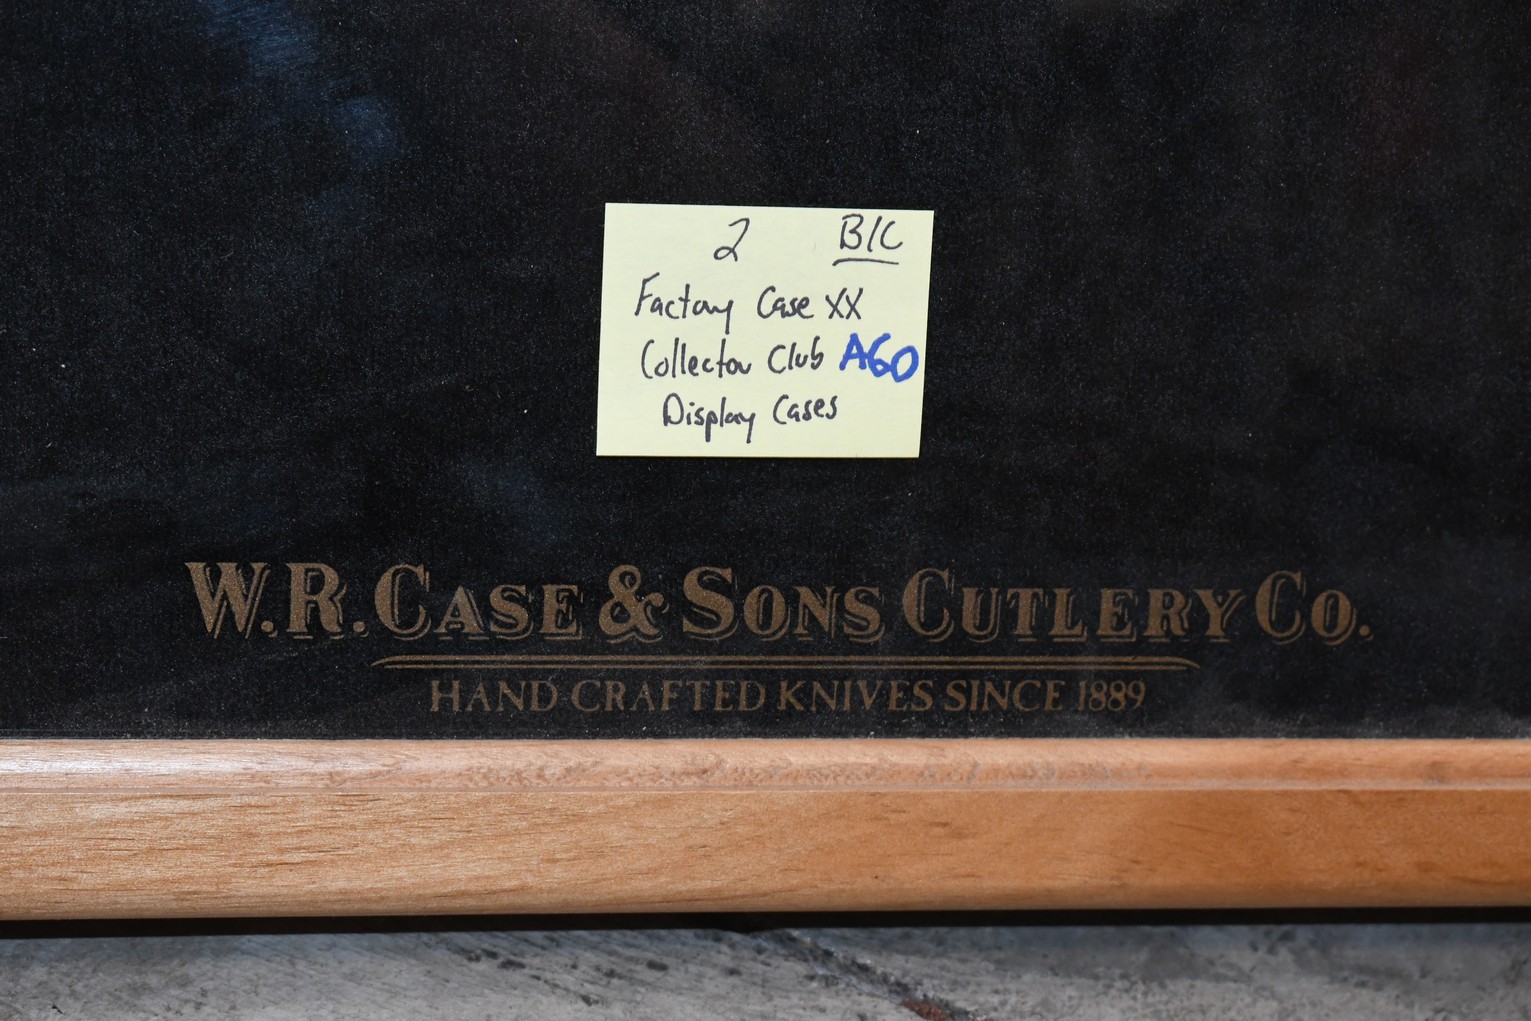 2 B/C
Factory Case XX
Collector Club A60
Display Cases
W.R. CASE & SONS CUTLERY CO.
HAND-CRAFTED KNIVES SINCE 1889